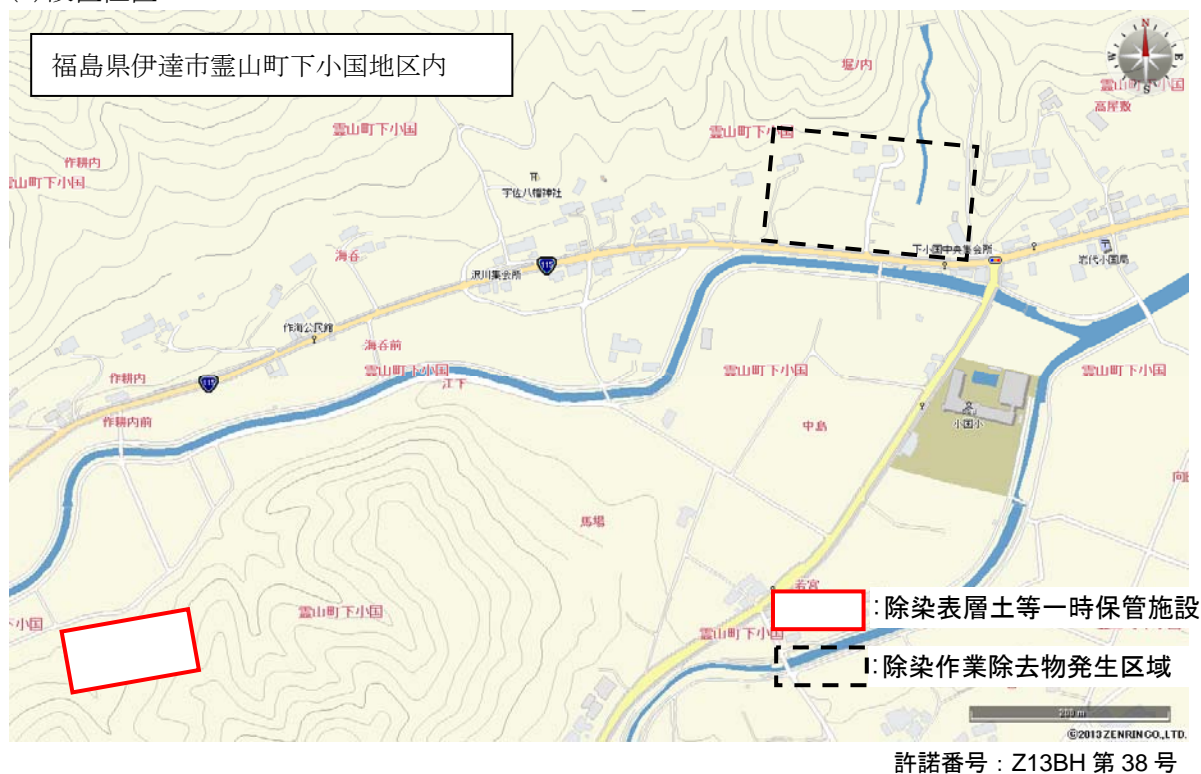 福島県伊達市霊山町下小国地区内
N
W
E
S
堀ノ内
霊山町下小国
高屋敷
霊山町下小国
霊山町下小国
作耕内
宇佐八幡神社
下小国中央集会所
岩代小国局
海呑
沢川集会所
115
作海公民館
海呑前
霊山町下小国
江下
霊山町下小国
霊山町下小国
作耕内
115
作耕内前
中島
小国小
馬場
若宮
霊山町下小国
霊山町下小国
:除染表層土等一時保管施設
:除染作業除去物発生区域
200 m
©2013 ZENRIN CO., LTD.
許諾番号：Z13BH 第 38 号